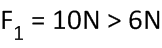 F₁ = 10N > 6N